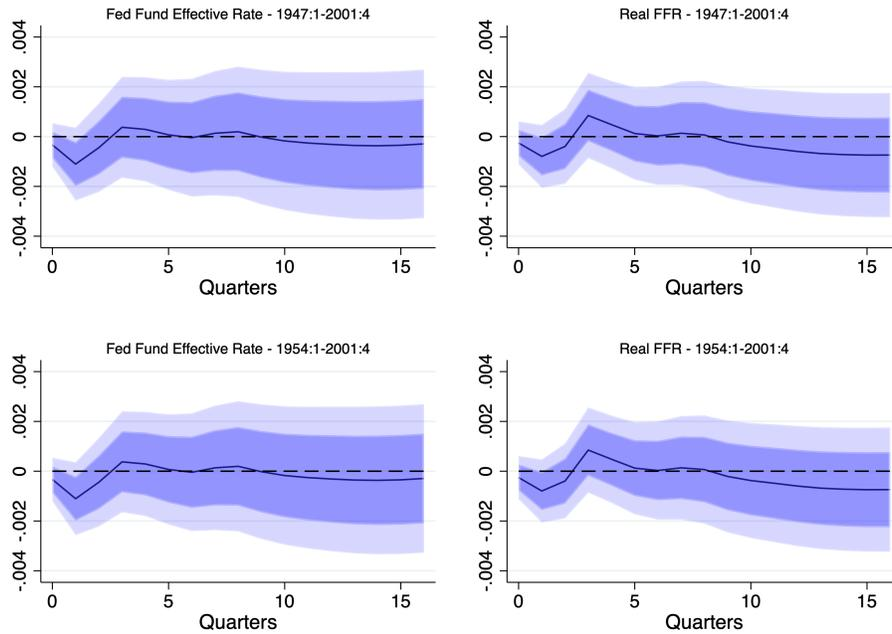 Fed Fund Effective Rate - 1947:1-2001:4
.004
.002
0
-.002
-.004
0 5 10 15
Quarters
Real FFR - 1947:1-2001:4
.004
.002
0
-.002
-.004
0 5 10 15
Quarters
Fed Fund Effective Rate - 1954:1-2001:4
.004
.002
0
-.002
-.004
0 5 10 15
Quarters
Real FFR - 1954:1-2001:4
.004
.002
0
-.002
-.004
0 5 10 15
Quarters